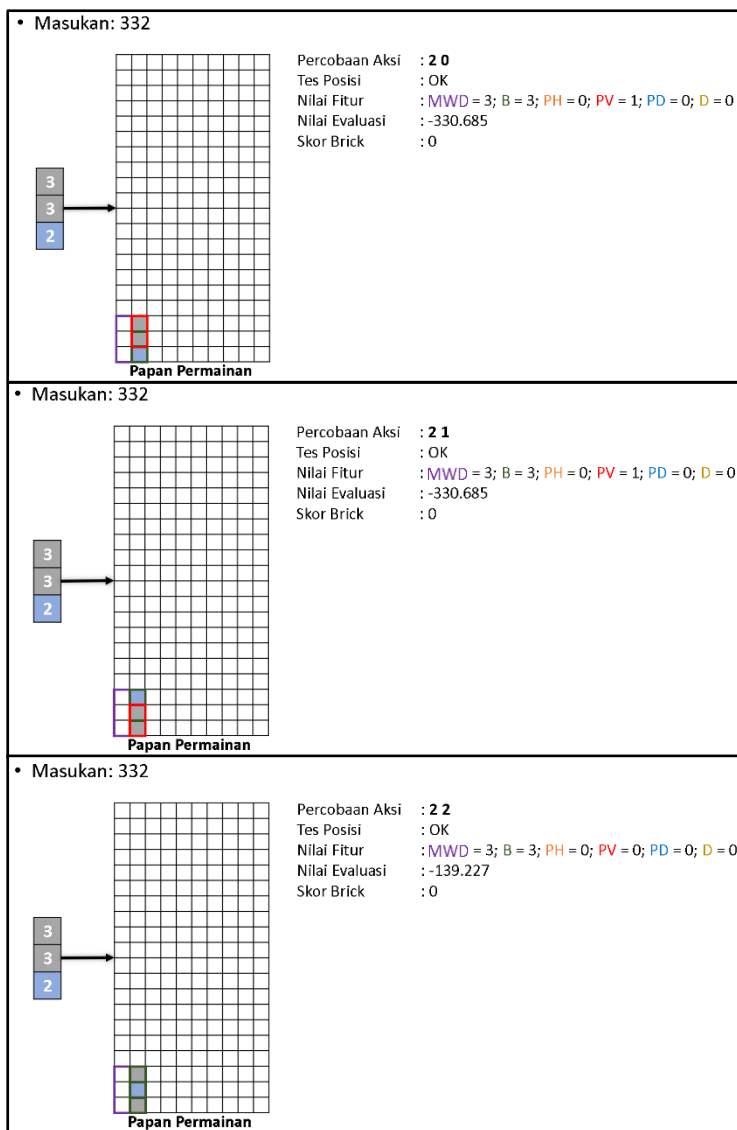 • Masukan: 332
Percobaan Aksi : 2 0
Tes Posisi : OK
Nilai Fitur : MWD = 3; B = 3; PH = 0; PV = 1; PD = 0; D = 0
Nilai Evaluasi : -330.685
Skor Brick : 0
3
3
2
Papan Permainan
• Masukan: 332
Percobaan Aksi : 2 1
Tes Posisi : OK
Nilai Fitur : MWD = 3; B = 3; PH = 0; PV = 1; PD = 0; D = 0
Nilai Evaluasi : -330.685
Skor Brick : 0
3
3
2
Papan Permainan
• Masukan: 332
Percobaan Aksi : 2 2
Tes Posisi : OK
Nilai Fitur : MWD = 3; B = 3; PH = 0; PV = 0; PD = 0; D = 0
Nilai Evaluasi : -139.227
Skor Brick : 0
3
3
2
Papan Permainan